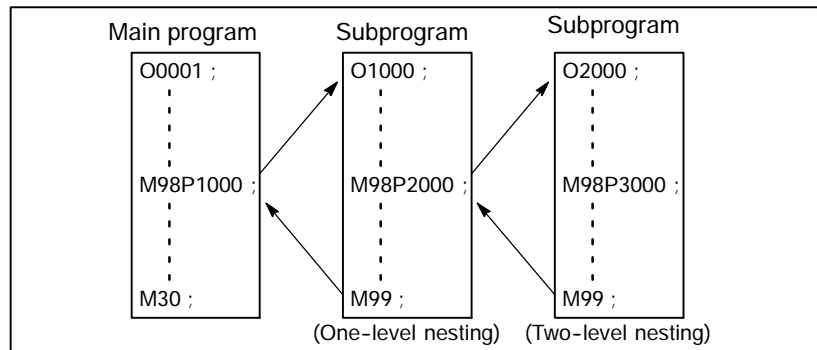 Main program
O0001 ;
M98P1000 ;
M30 ;
Subprogram
O1000 ;
M98P2000 ;
M99 ;
(One-level nesting)
Subprogram
O2000 ;
M98P3000 ;
M99 ;
(Two-level nesting)